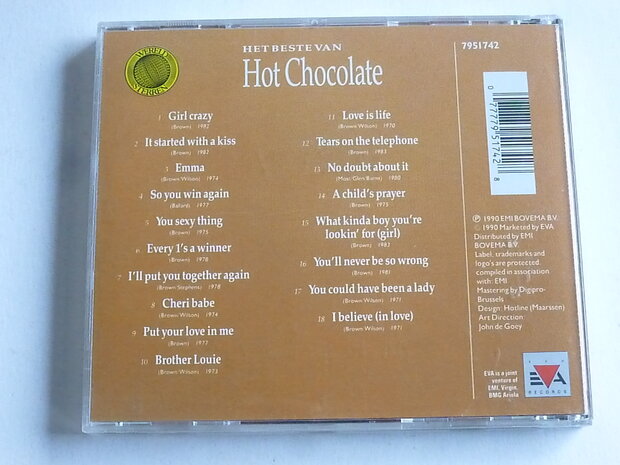 WERELD
STERREN
HET BESTE VAN
Hot Chocolate
1 Girl crazy
(Brown) 1982
2 It started with a kiss
(Brown) 1982
3 Emma
(Brown/Wilson) 1974
4 So you win again
(Ballard) 1977
5 You sexy thing
(Brown) 1975
6 Every 1's a winner
(Brown) 1978
7 I'll put you together again
(Brown/Stephens) 1978
8 Cheri babe
(Brown/Wilson) 1974
9 Put your love in me
(Brown) 1977
10 Brother Louie
(Brown/Wilson) 1973
11 Love is life
(Brown/Wilson) 1970
12 Tears on the telephone
(Brown) 1983
13 No doubt about it
1980
14 A child's prayer
(Brown) 1975
15 What kinda boy you're
lookin' for (girl)
(Brown) 1983
16 You'll never be so wrong
1981
17 You could have been a lady
(Brown/Wilson) 1971
18 I believe (in love)
(Brown/Wilson) 1971
7951742
0 77779 51742 8
℗ 1990 EMI BOVEMA B.V.
© 1990 Marketed by EVA
Distributed by EMI
BOVEMA B.V
Label, trademarks and
logo's are protected.
compiled in association
with: EMI
Mastering by Digipro-
Brussels
Design: Hotline (Maarssen)
Art Direction
John de Goey
EVA is a joint
venture of
EMI, Virgin,
BMG Ariola
EVA
RECORDS